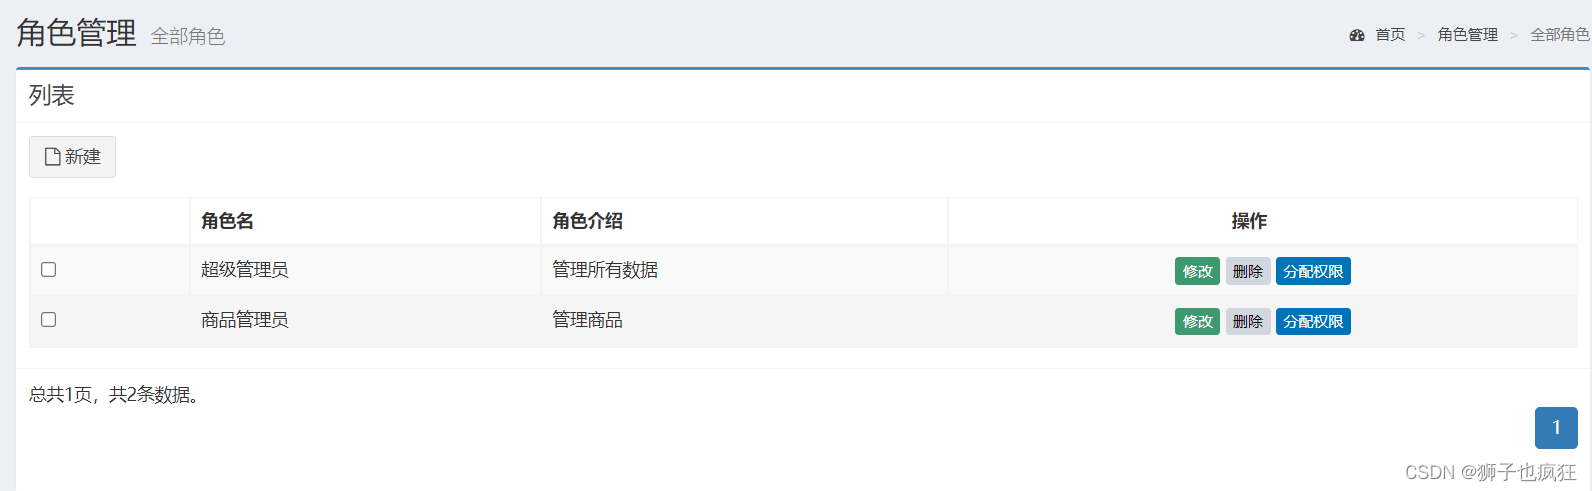 角色管理 全部角色
首页 > 角色管理 > 全部角色
列表
新建
角色名 角色介绍 操作
超级管理员 管理所有数据 修改 删除 分配权限
商品管理员 管理商品 修改 删除 分配权限
总共1页，共2条数据。
1
CSDN @狮子也疯狂